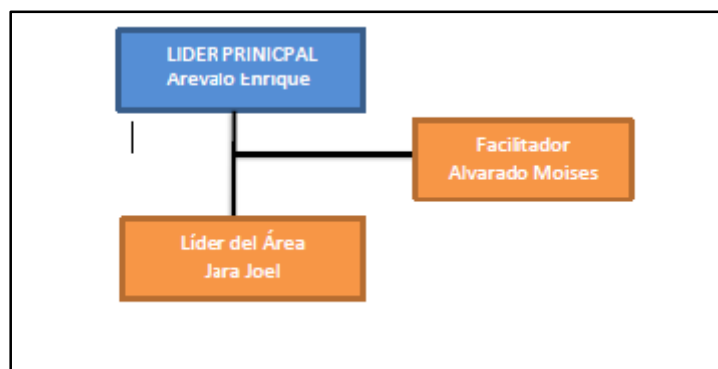 LIDER PRINICPAL
Arevalo Enrique
Facilitador
Alvarado Moises
Líder del Área
Jara Joel